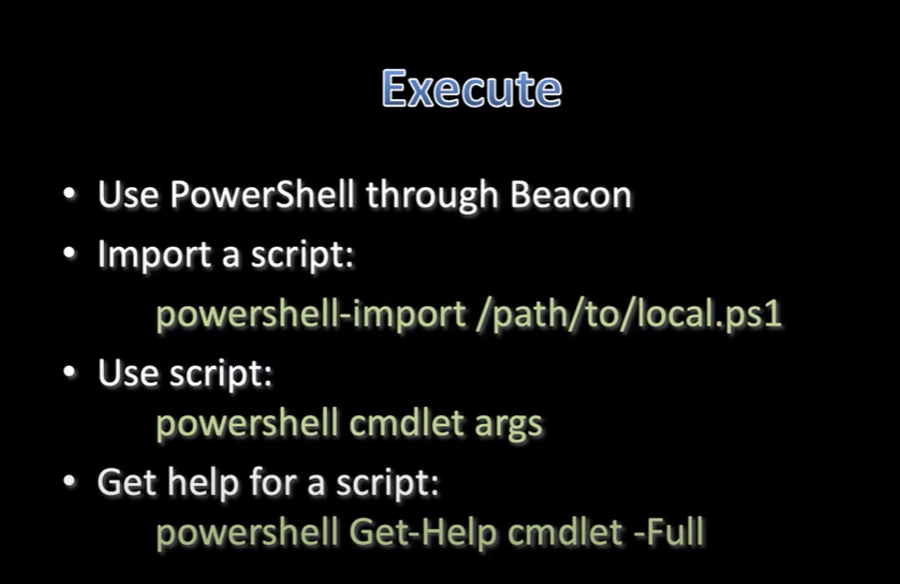 Execute
• Use PowerShell through Beacon
• Import a script:
powershell-import /path/to/local.ps1
• Use script:
powershell cmdlet args
• Get help for a script:
powershell Get-Help cmdlet -Full